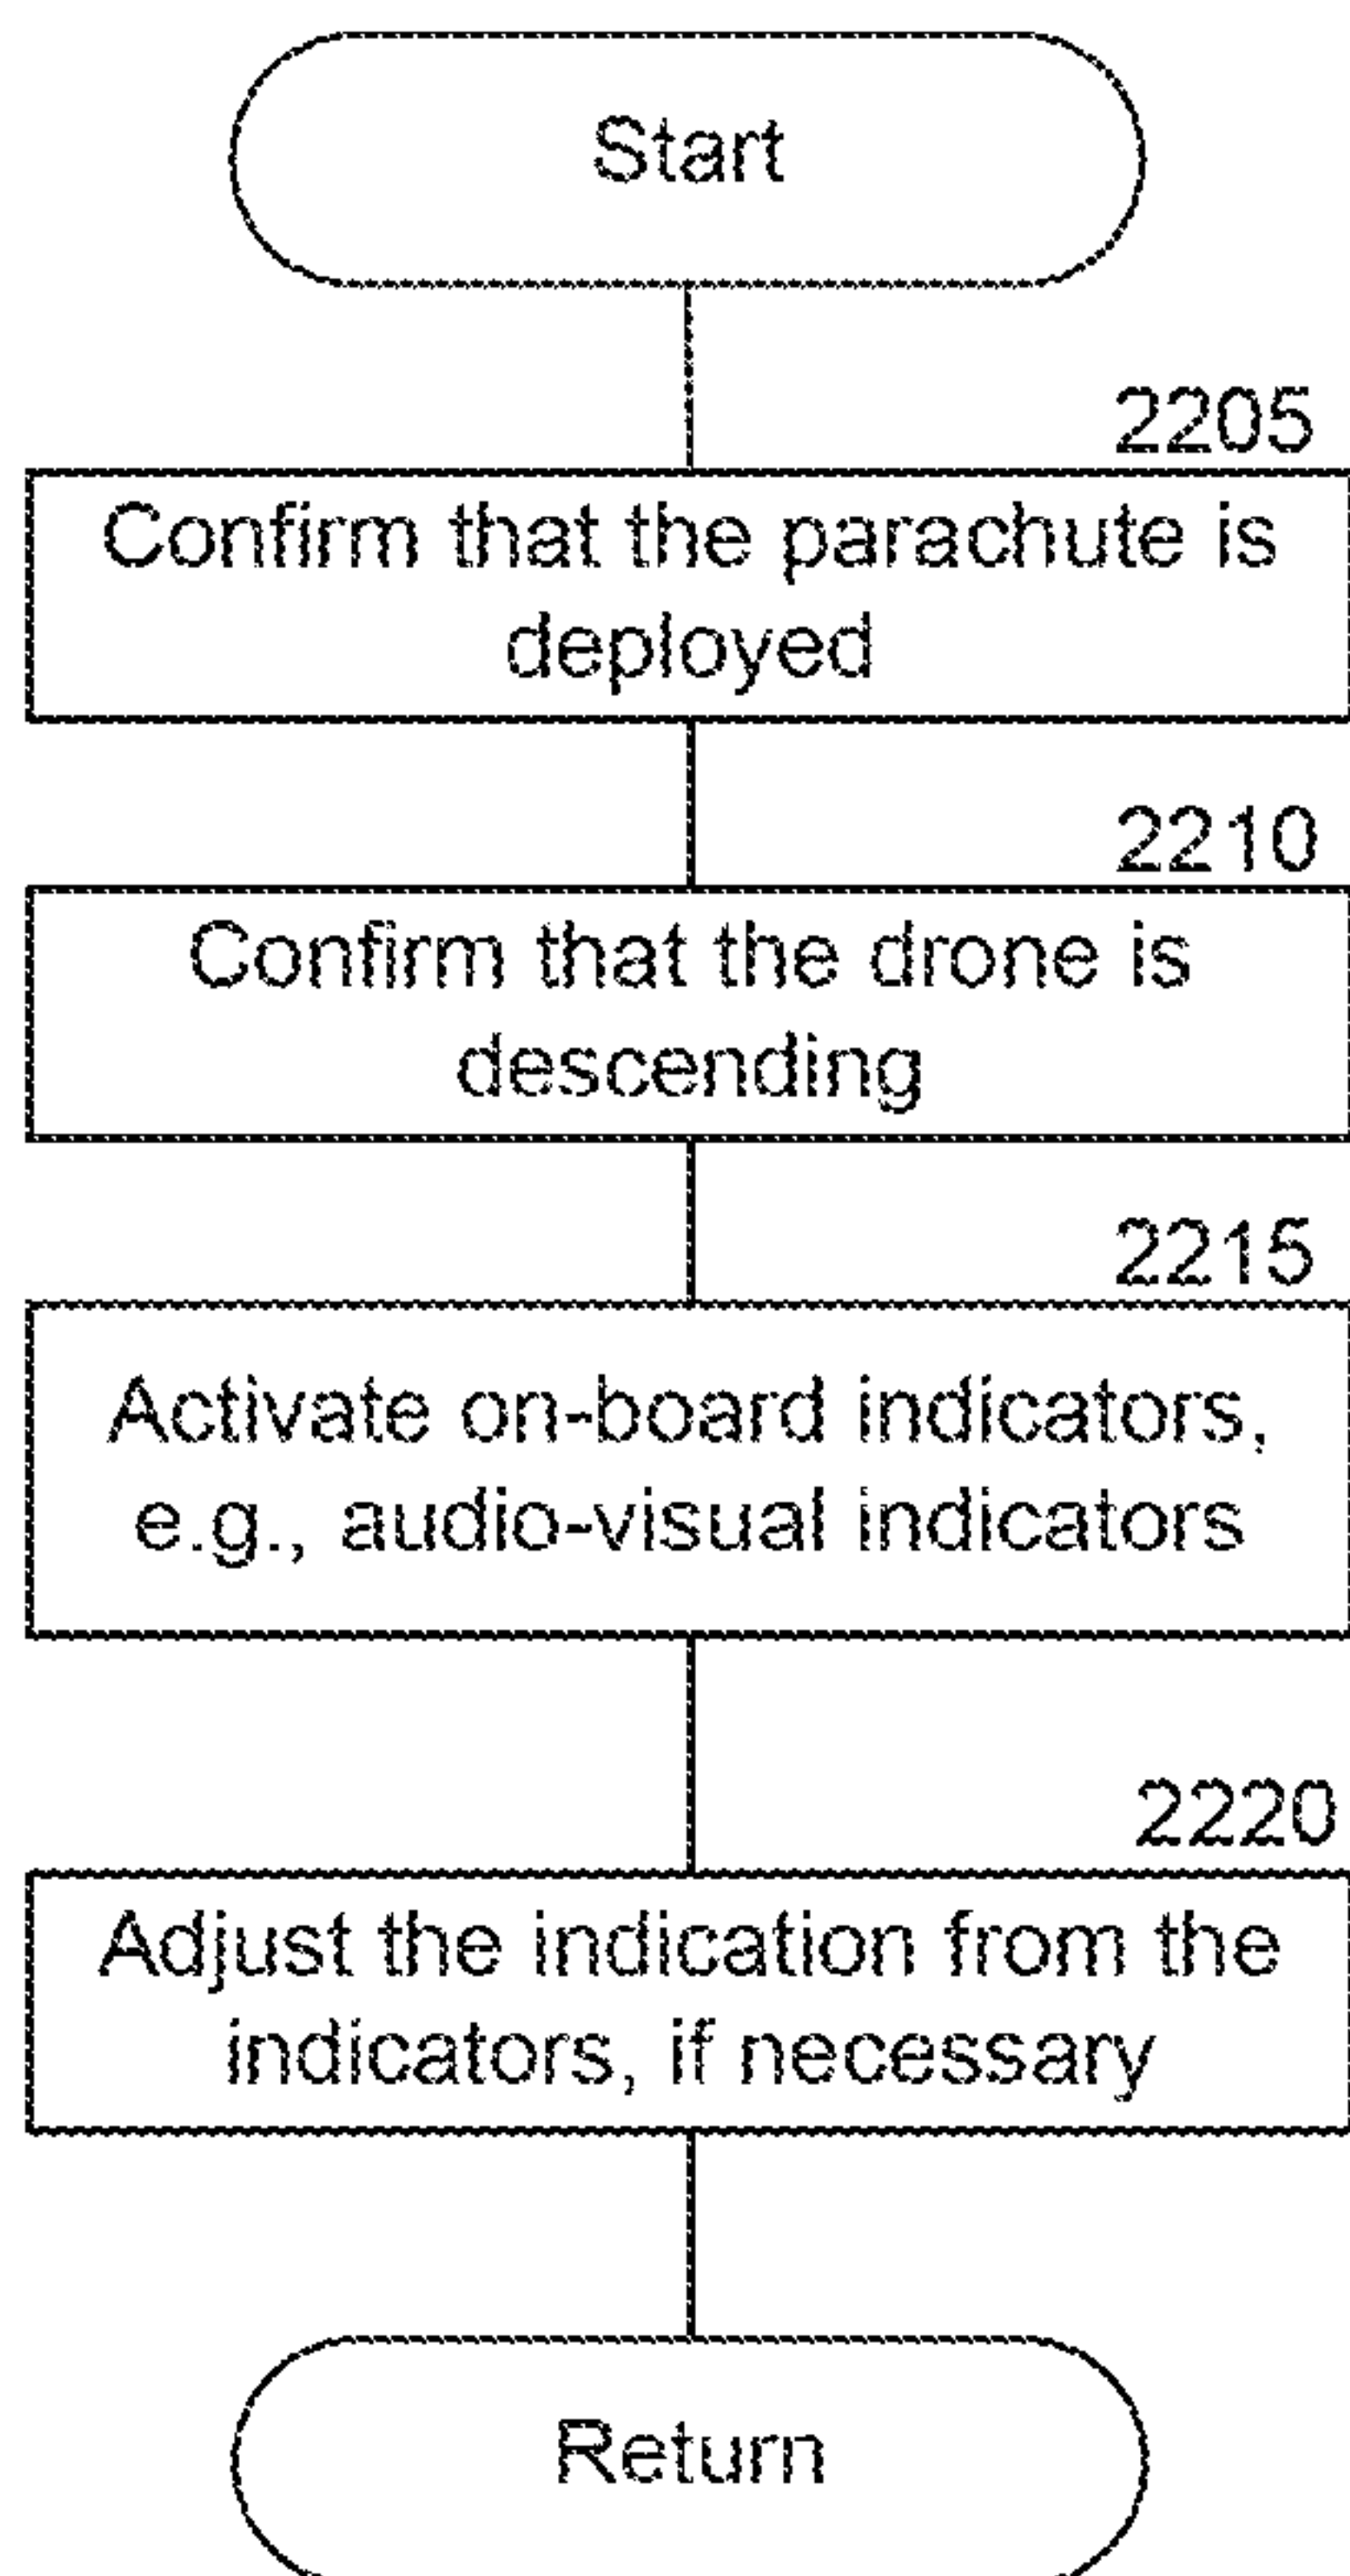 Start
2205
Confirm that the parachute is
deployed
2210
Confirm that the drone is
descending
2215
Activate on-board indicators,
e.g., audio-visual indicators
2220
Adjust the indication from the
indicators, if necessary
Return